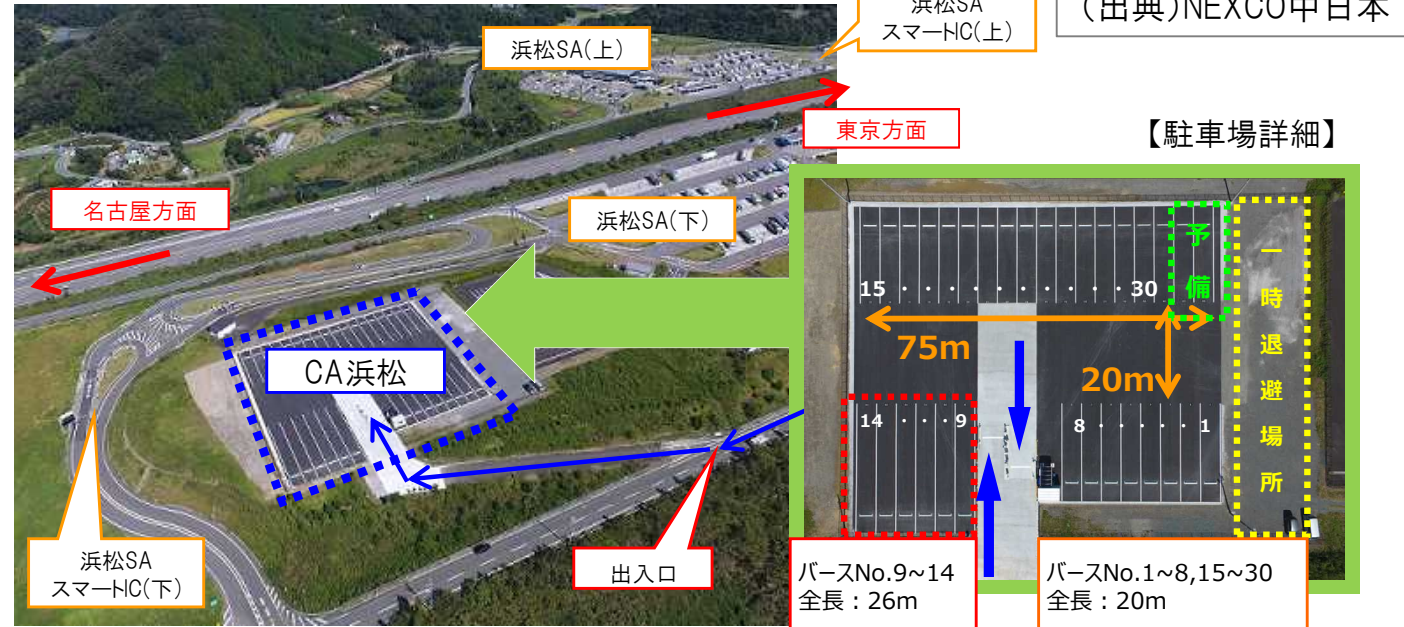 浜松SA
スマートIC(上)
(出典)NEXCO中日本
浜松SA(上)
東京方面
【駐車場詳細】
名古屋方面
浜松SA(下)
CA浜松
浜松SA
スマートIC(下)
出入口
予備
一時退避場所
15・・・・・・・・・・30
75m
20m
14・・・9
8・・・・・1
バースNo.9~14
全長：26m
バースNo.1~8,15~30
全長：20m